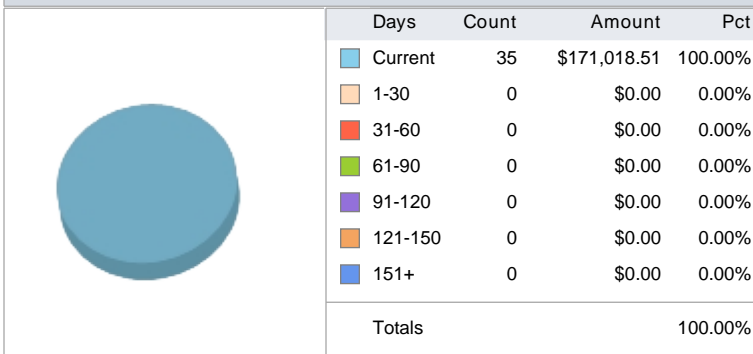 Days Count Amount Pct
Current 35 $171,018.51 100.00%
1-30 0 $0.00 0.00%
31-60 0 $0.00 0.00%
61-90 0 $0.00 0.00%
91-120 0 $0.00 0.00%
121-150 0 $0.00 0.00%
151+ 0 $0.00 0.00%
Totals 100.00%